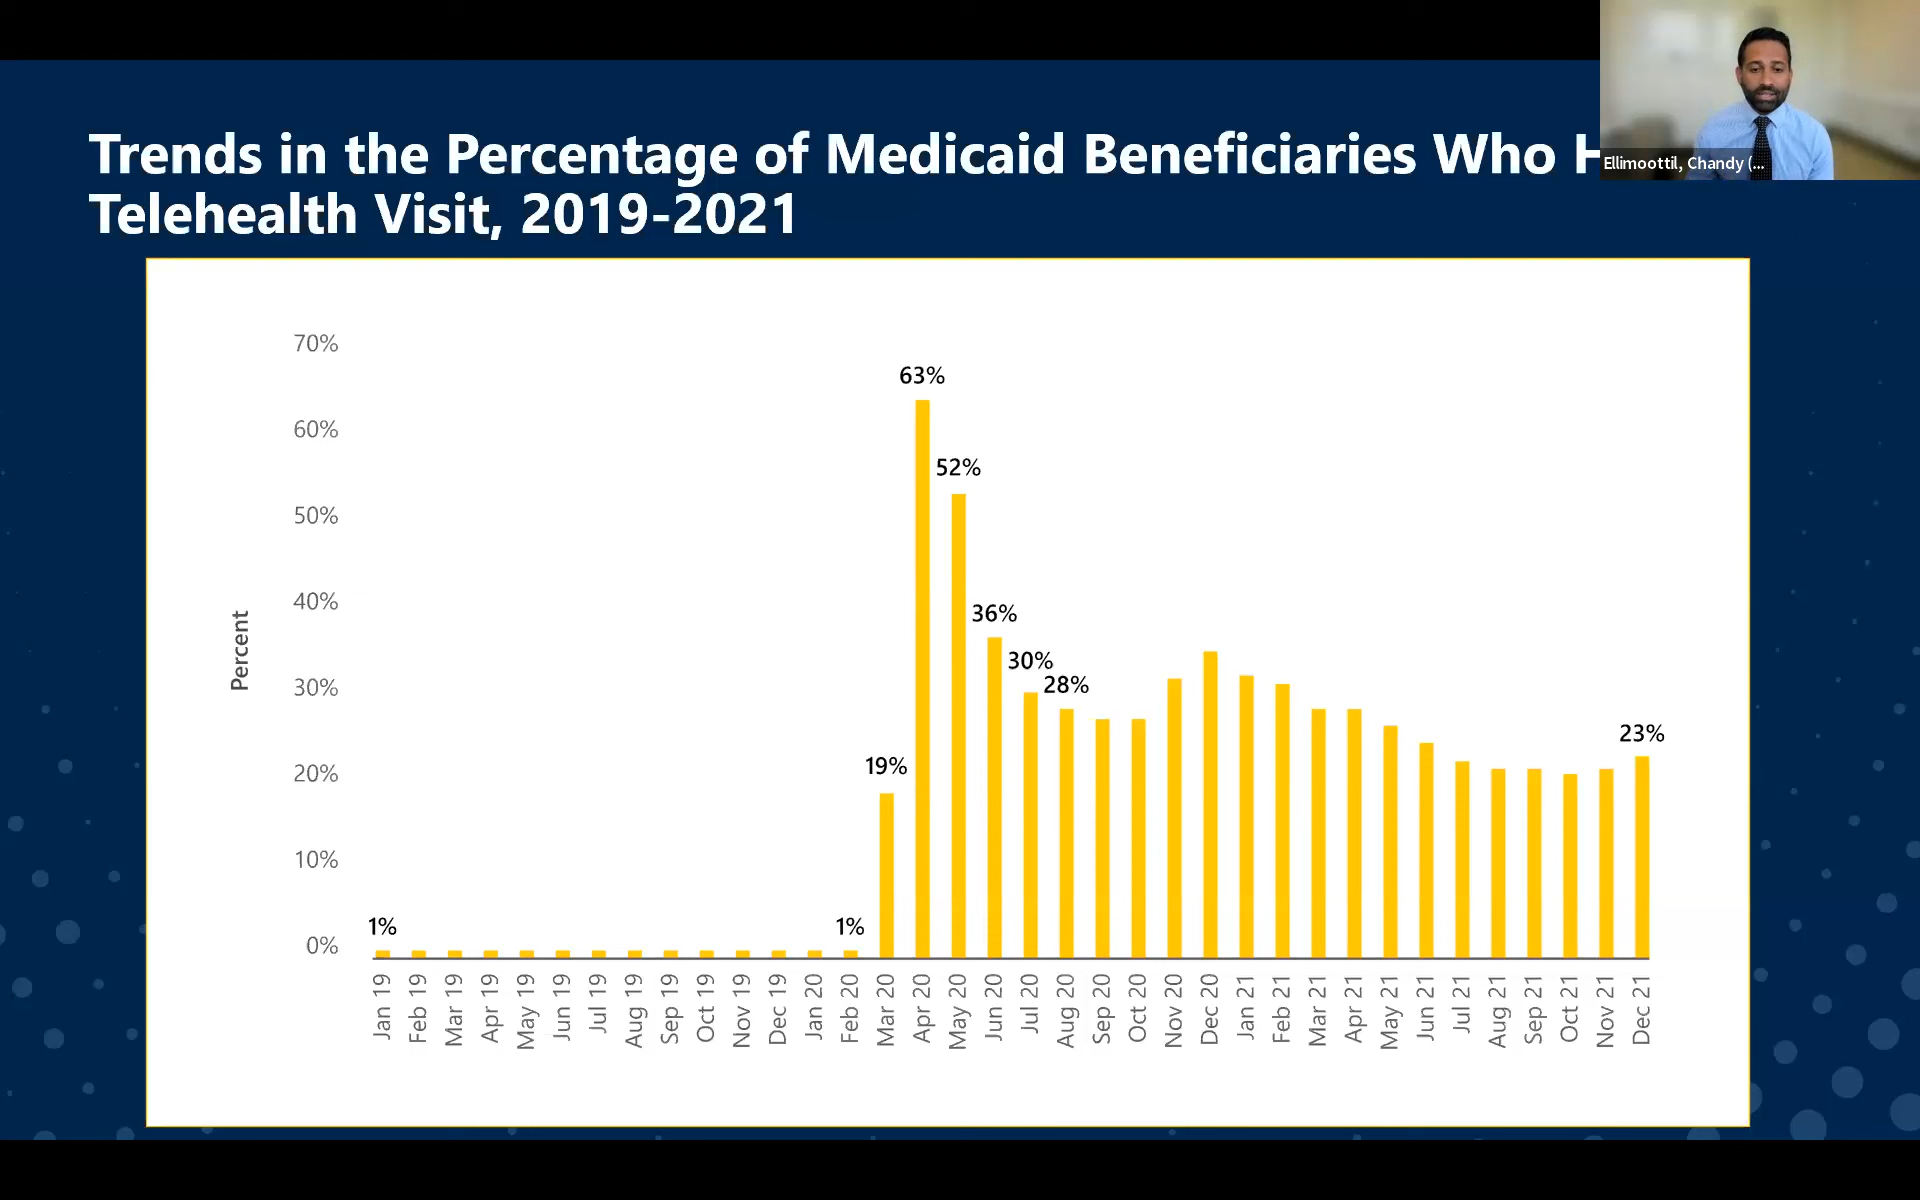 Trends in the Percentage of Medicaid Beneficiaries Who
Telehealth Visit, 2019-2021
Ellimoottil, Chandy (...
Percent
70%
60%
50%
40%
30%
20%
10%
0%
1%
1%
19%
63%
52%
36%
30%
28%
23%
Jan 19
Feb 19
Mar 19
Apr 19
May 19
Jun 19
Jul 19
Aug 19
Sep 19
Oct 19
Nov 19
Dec 19
Jan 20
Feb 20
Mar 20
Apr 20
May 20
Jun 20
Jul 20
Aug 20
Sep 20
Oct 20
Nov 20
Dec 20
Jan 21
Feb 21
Mar 21
Apr 21
May 21
Jun 21
Jul 21
Aug 21
Sep 21
Oct 21
Nov 21
Dec 21